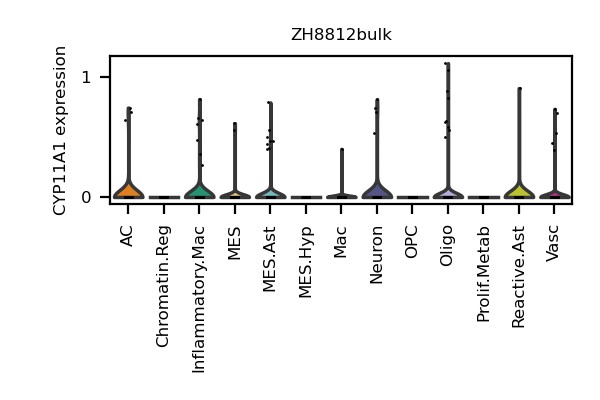 ZH8812bulk
CYP11A1 expression
1
0
AC
Chromatin.Reg
Inflammatory.Mac
MES
MES.Ast
MES.Hyp
Mac
Neuron
OPC
Oligo
Prolif.Metab
Reactive.Ast
Vasc